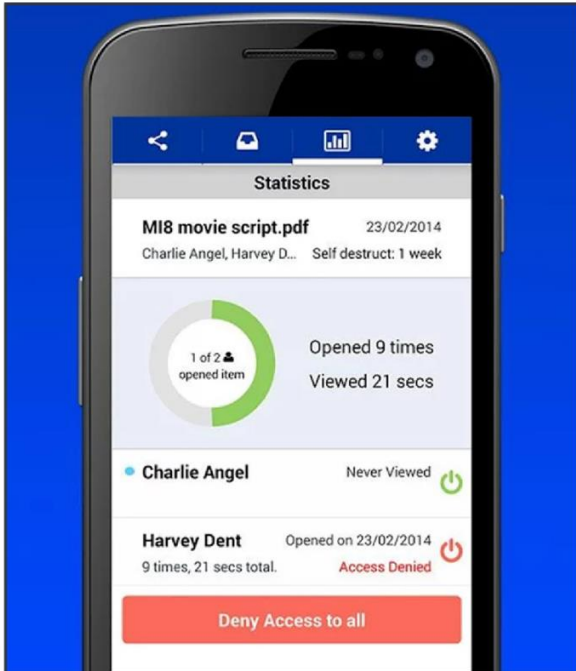 Statistics
MI8 movie script.pdf 23/02/2014
Charlie Angel, Harvey D... Self destruct: 1 week
1 of 2
opened item
Opened 9 times
Viewed 21 secs
Charlie Angel Never Viewed
Harvey Dent Opened on 23/02/2014
9 times, 21 secs total. Access Denied
Deny Access to all